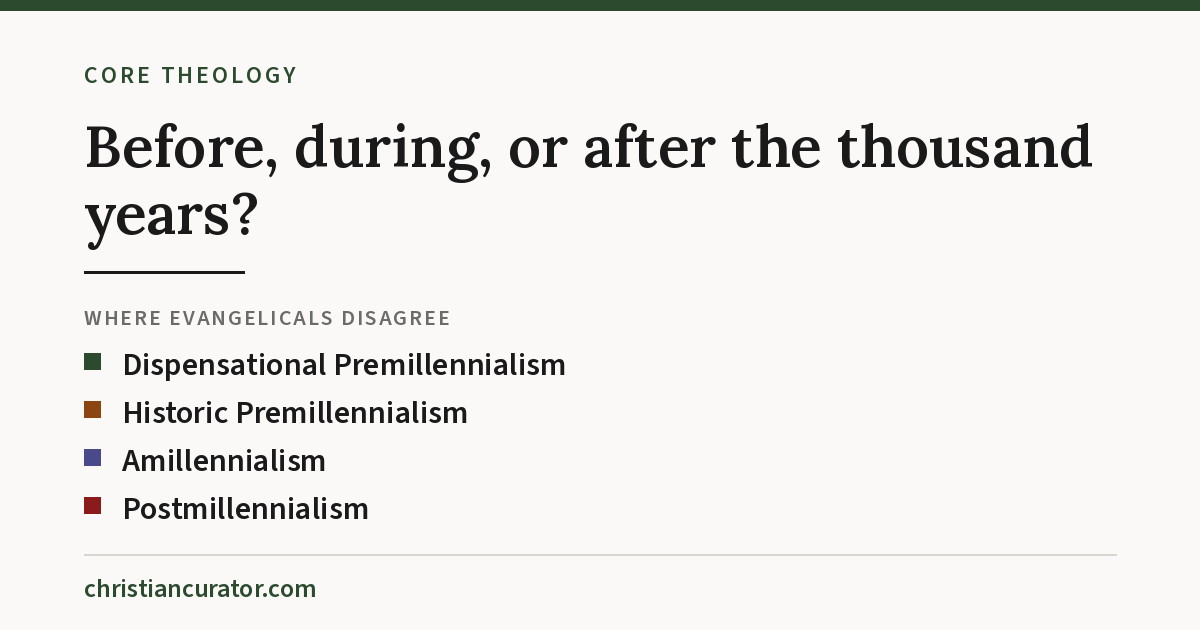 CORE THEOLOGY
Before, during, or after the thousand
years?
WHERE EVANGELICALS DISAGREE
Dispensational Premillennialism
Historic Premillennialism
Amillennialism
Postmillennialism
christiancurator.com